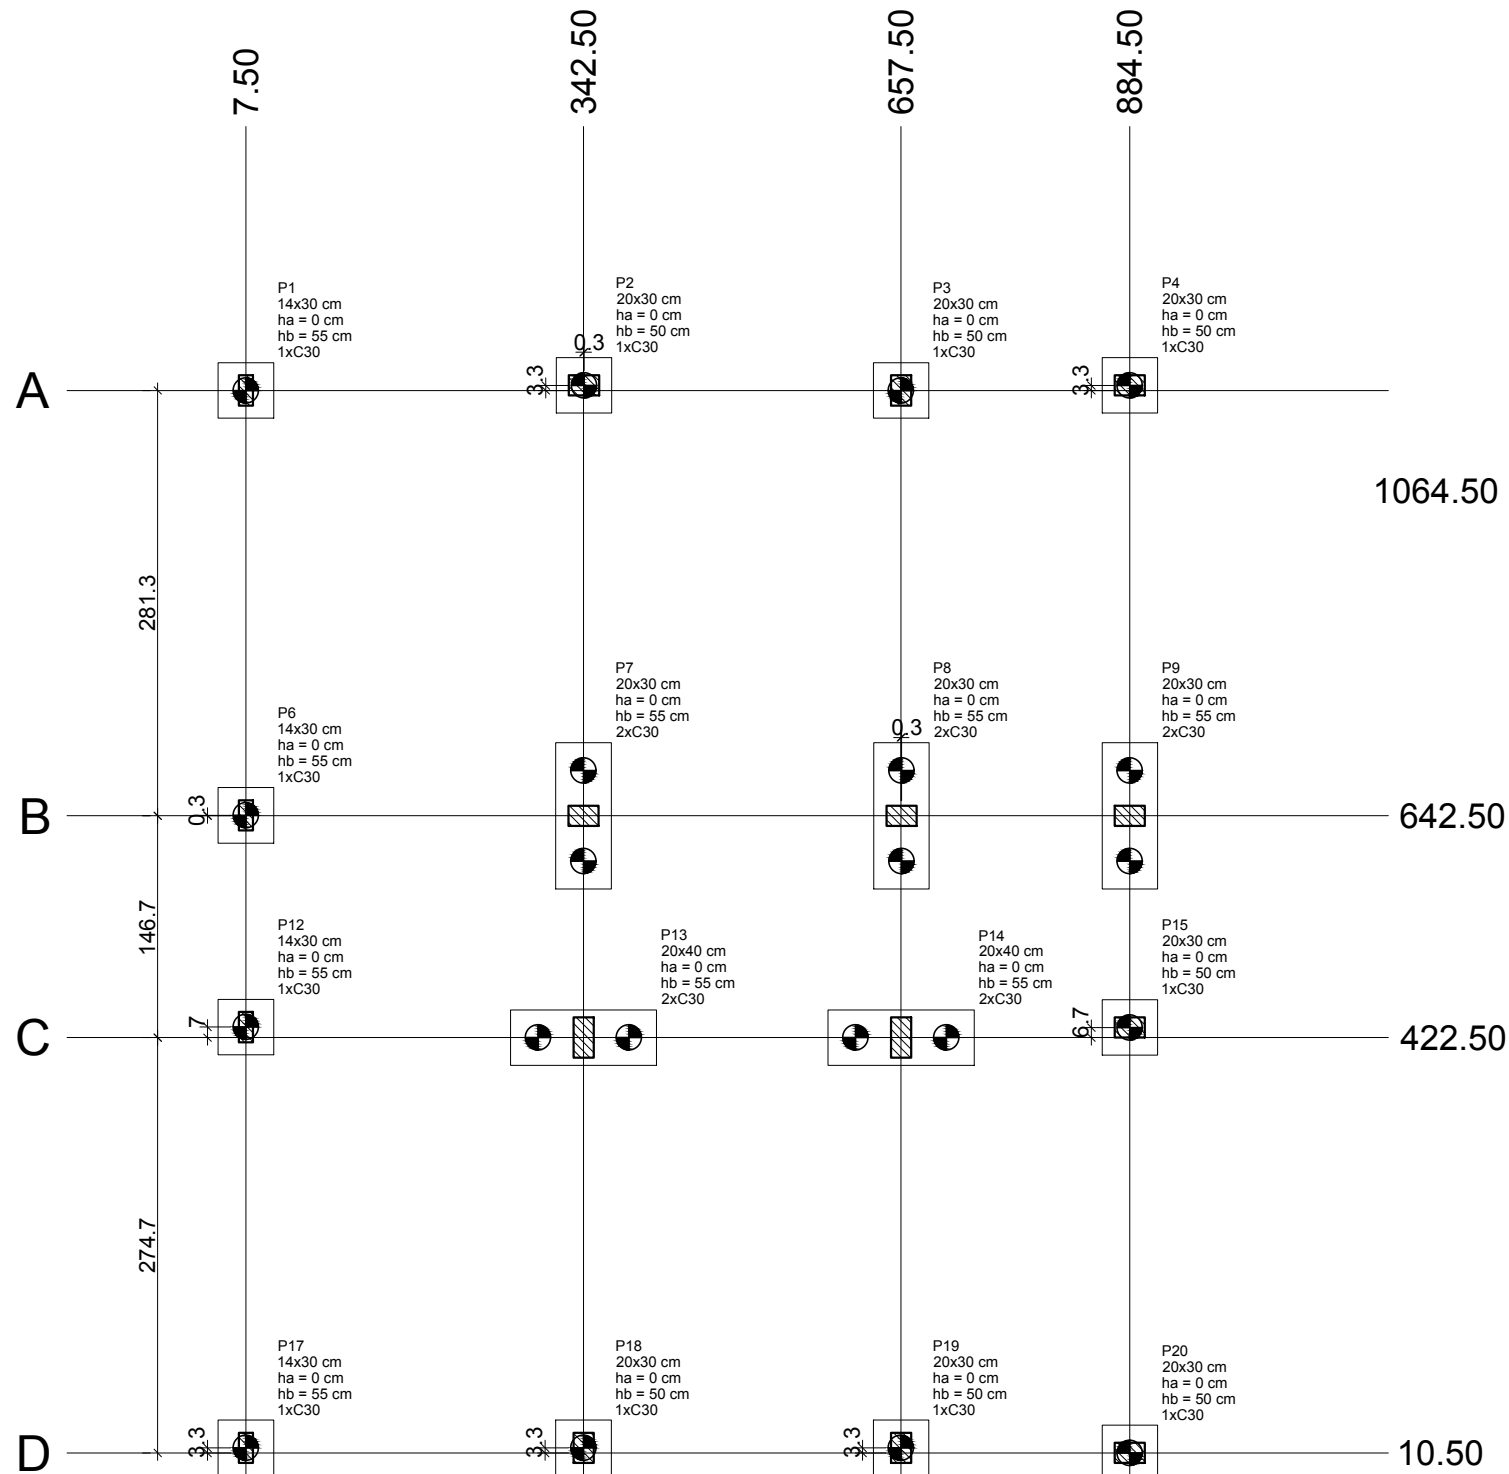 7.50
342.50
657.50
884.50
P1
14x30 cm
ha = 0 cm
hb = 55 cm
1xC30
P2
20x30 cm
ha = 0 cm
hb = 50 cm
1xC30
0.3
3.3
P3
20x30 cm
ha = 0 cm
hb = 50 cm
1xC30
P4
20x30 cm
ha = 0 cm
hb = 50 cm
1xC30
3.3
A
1064.50
281.3
P6
14x30 cm
ha = 0 cm
hb = 55 cm
1xC30
0.3
P7
20x30 cm
ha = 0 cm
hb = 55 cm
2xC30
P8
20x30 cm
ha = 0 cm
hb = 55 cm
2xC30
0.3
P9
20x30 cm
ha = 0 cm
hb = 55 cm
2xC30
B
642.50
146.7
P12
14x30 cm
ha = 0 cm
hb = 55 cm
1xC30
7
P13
20x40 cm
ha = 0 cm
hb = 55 cm
2xC30
P14
20x40 cm
ha = 0 cm
hb = 55 cm
2xC30
P15
20x30 cm
ha = 0 cm
hb = 50 cm
1xC30
6.7
C
422.50
274.7
P17
14x30 cm
ha = 0 cm
hb = 55 cm
1xC30
3.3
P18
20x30 cm
ha = 0 cm
hb = 50 cm
1xC30
3.3
P19
20x30 cm
ha = 0 cm
hb = 50 cm
1xC30
3.3
P20
20x30 cm
ha = 0 cm
hb = 50 cm
1xC30
D
10.50